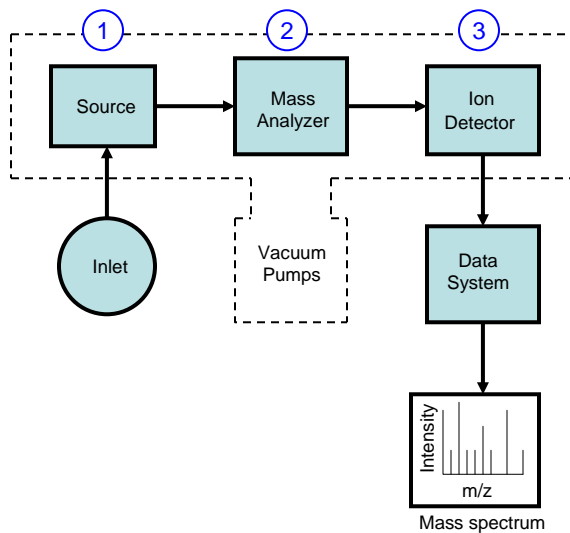 1
2
3
Source
Mass
Analyzer
Ion
Detector
Inlet
Vacuum
Pumps
Data
System
Intensity
m/z
Mass spectrum